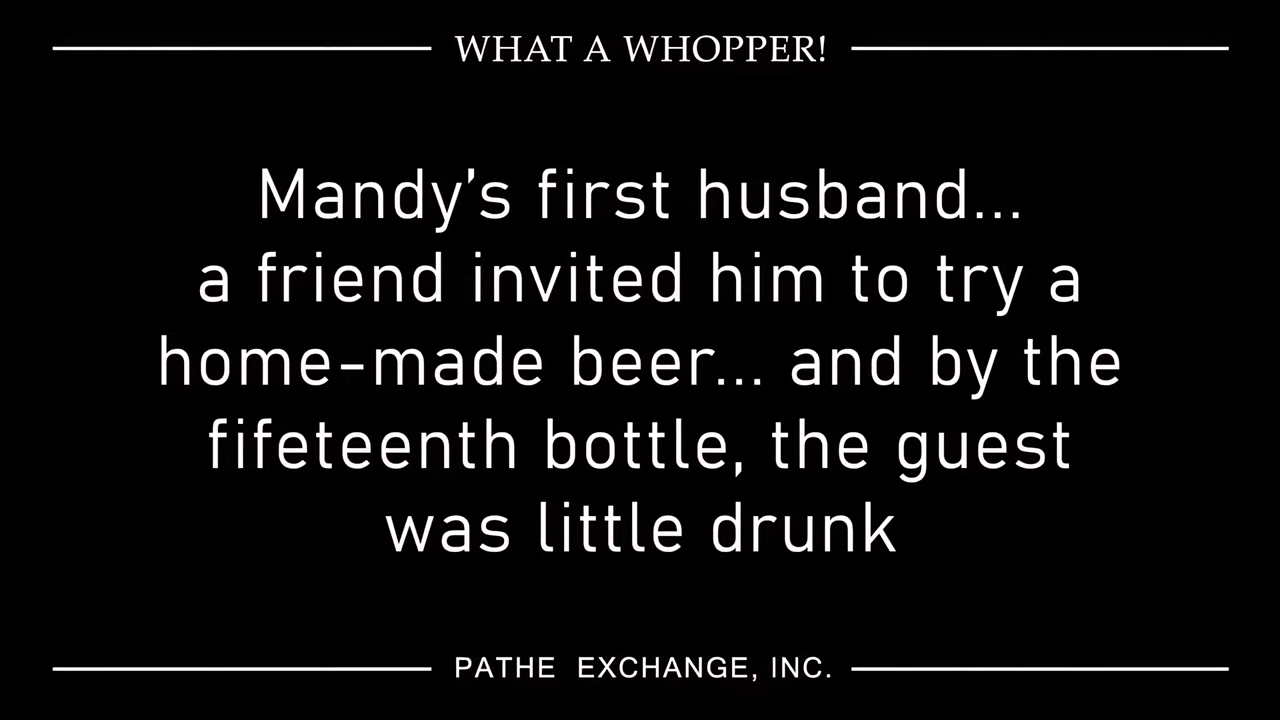 WHAT A WHOPPER!
Mandy’s first husband...
a friend invited him to try a
home-made beer... and by the
fifeteenth bottle, the guest
was little drunk
PATHE EXCHANGE, INC.